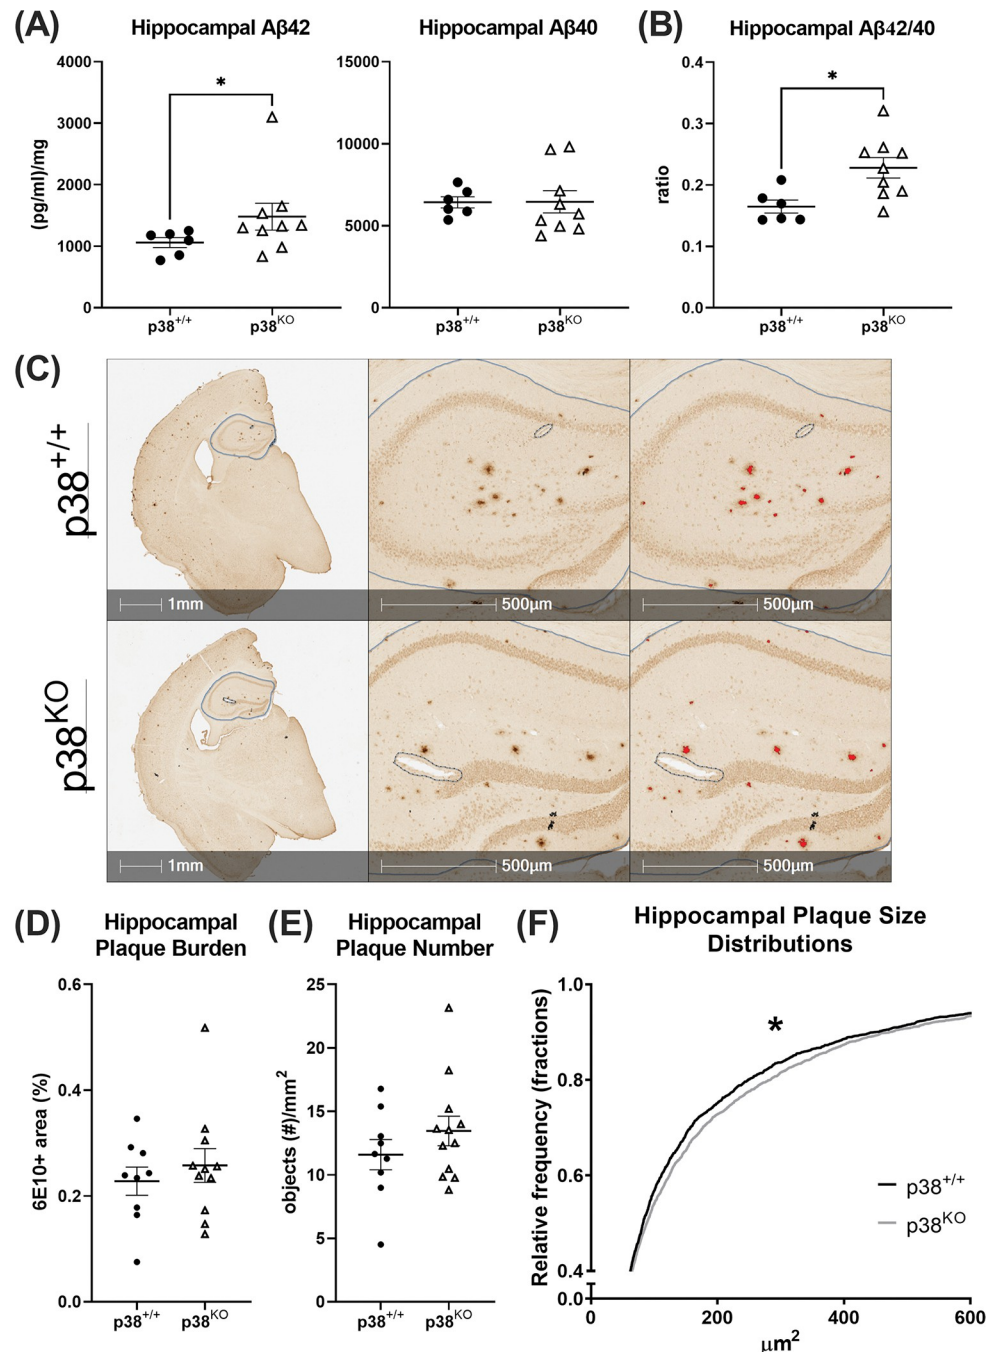 (A)
Hippocampal Aβ42
Hippocampal Aβ40
(B)
Hippocampal Aβ42/40
(pg/ml)/mg
4000
3000
2000
1000
0
*
p38+/+
p38KO
15000
10000
5000
0
p38+/+
p38KO
ratio
0.4
0.3
0.2
0.1
0.0
*
p38+/+
p38KO
(C)
p38+/+
1mm
500µm
500µm
p38KO
1mm
500µm
500µm
(D)
Hippocampal
Plaque Burden
6E10+ area (%)
0.6
0.4
0.2
0.0
p38+/+
p38KO
(E)
Hippocampal
Plaque Number
objects (#)/mm2
25
20
15
10
5
0
p38+/+
p38KO
(F)
Hippocampal Plaque Size
Distributions
Relative frequency (fractions)
1.0
0.8
0.6
0.4
0.0
*
p38+/+
p38KO
0
200
400
600
µm2